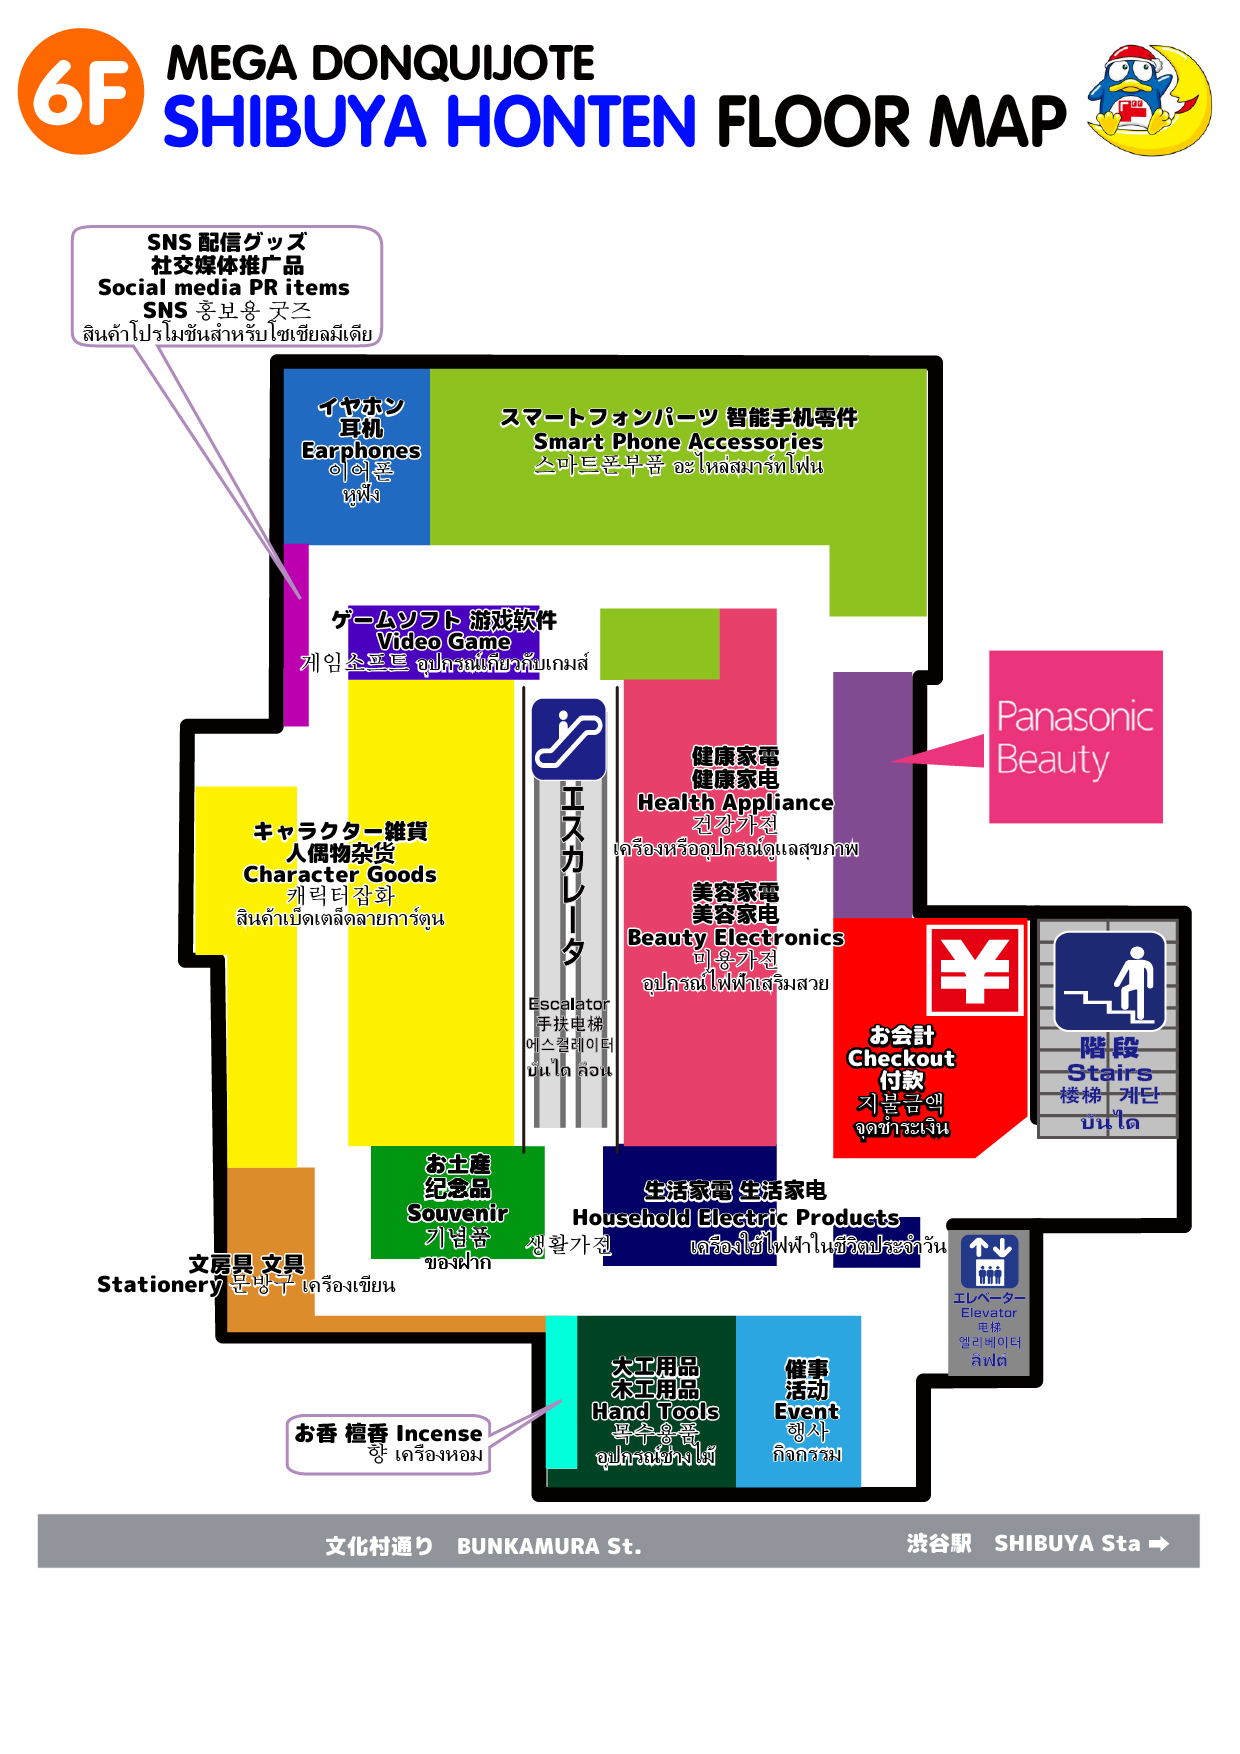 6F
MEGA DONQUIJOTE
SHIBUYA HONTEN FLOOR MAP
SNS 配信グッズ
社交媒体推广品
Social media PR items
SNS 홍보용 굿즈
สินค้าโปรโมชันสำหรับโซเชียลมีเดีย
イヤホン
耳机
Earphones
이어폰
หูฟัง
スマートフォンパーツ 智能手机零件
Smart Phone Accessories
스마트폰부품 อะไหล่สมาร์ทโฟน
ゲームソフト 游戏软件
Video Game
게임소프트 อุปกรณ์เกี่ยวกับเกมส์
Panasonic
Beauty
健康家電
健康家电
Health Appliance
건강가전
เครื่องหรืออุปกรณ์ดูแลสุขภาพ
キャラクター雑貨
人偶物杂货
Character Goods
캐릭터잡화
สินค้าเบ็ดเตล็ดลายการ์ตูน
エスカレータ
Escalator
手扶电梯
에스컬레이터
บันได ลือน
美容家電
美容家电
Beauty Electronics
미용가전
อุปกรณ์ไฟฟ้าเสริมสวย
¥
お会計
Checkout
付款
지불금액
จุดชำระเงิน
階段
Stairs
楼梯 계단
บันได
お土産
纪念品
Souvenir
기념품
ของฝาก
生活家電 生活家电
Household Electric Products
생활가전 เครื่องใช้ไฟฟ้าในชีวิตประจำวัน
文房具 文具
Stationery 문방구 เครื่องเขียน
エレベーター
Elevator
电梯
엘리베이터
ลิฟต์
大工用品
木工用品
Hand Tools
목수용품
อุปกรณ์ช่างไม้
催事
活动
Event
행사
กิจกรรม
お香 檀香 Incense
향 เครื่องหอม
文化村通り BUNKAMURA St.
渋谷駅 SHIBUYA Sta ➡